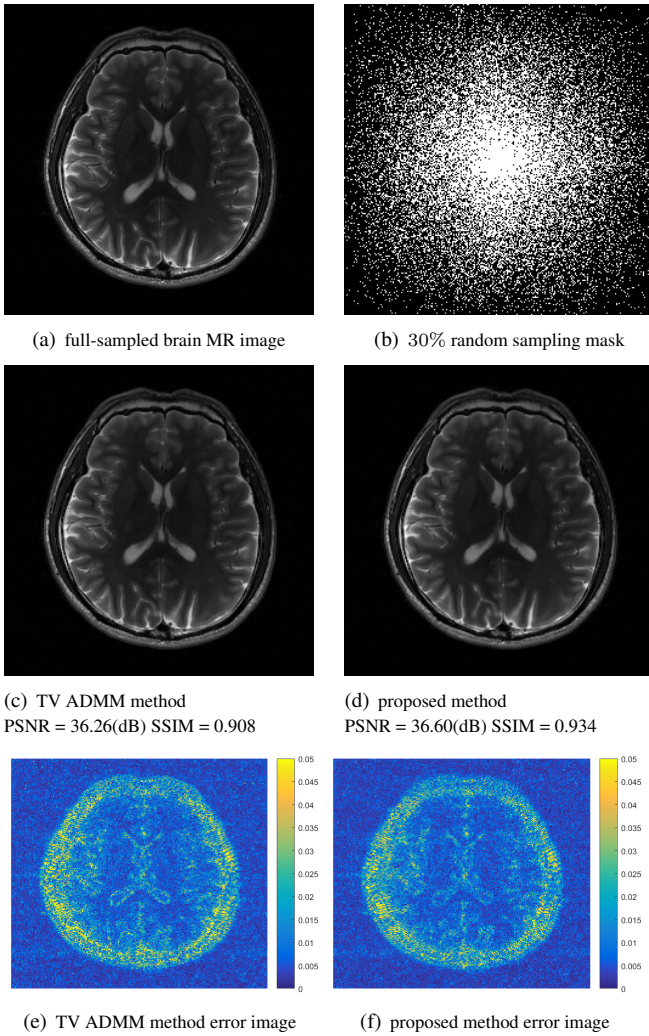 (a) full-sampled brain MR image
(b) 30% random sampling mask
(c) TV ADMM method
PSNR = 36.26(dB) SSIM = 0.908
(d) proposed method
PSNR = 36.60(dB) SSIM = 0.934
0.05
0.045
0.04
0.035
0.03
0.025
0.02
0.015
0.01
0.005
0
0.05
0.045
0.04
0.035
0.03
0.025
0.02
0.015
0.01
0.005
0
(e) TV ADMM method error image
(f) proposed method error image